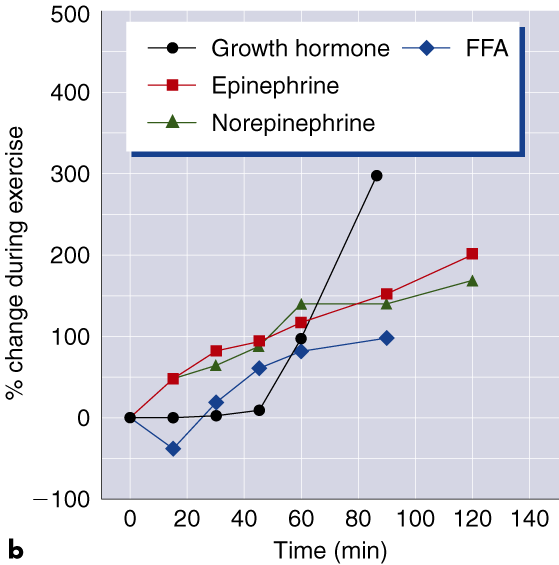 500
400
300
200
100
0
−100
% change during exercise
Growth hormone FFA
Epinephrine
Norepinephrine
0 20 40 60 80 100 120 140
Time (min)
b